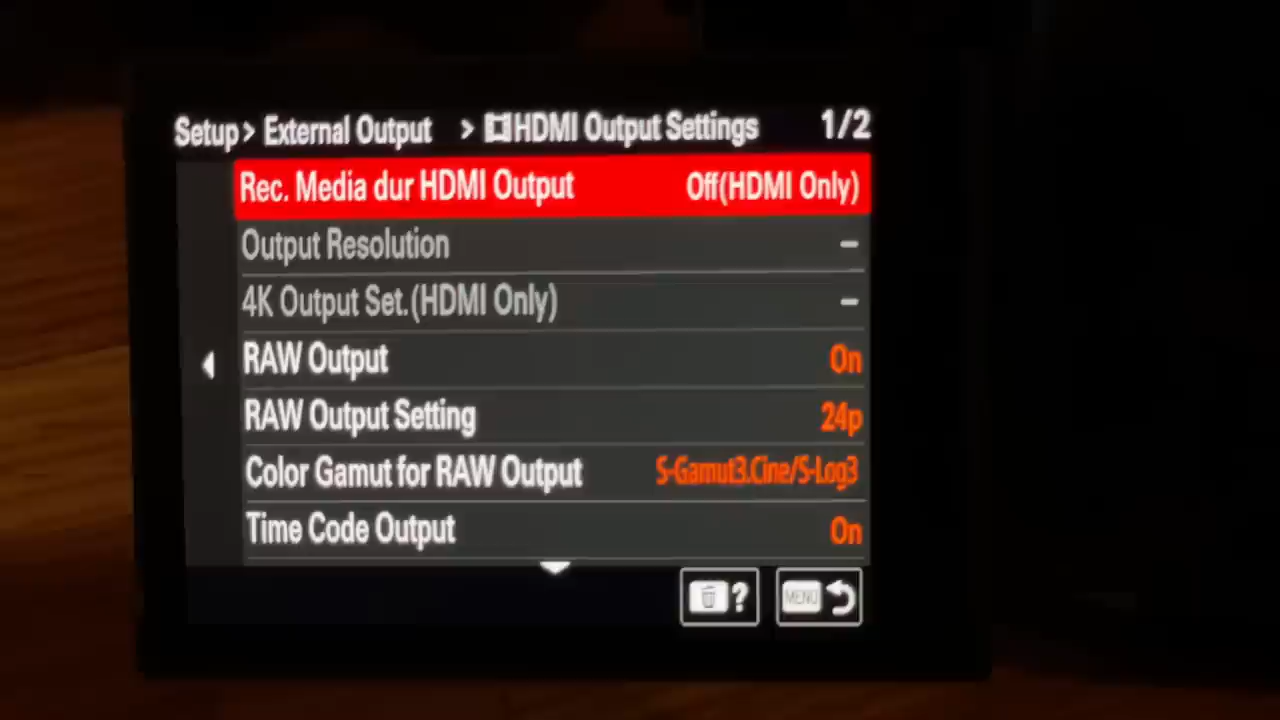 Setup> External Output > HDMI Output Settings 1/2
Rec. Media dur HDMI Output Off(HDMI Only)
Output Resolution –
4K Output Set.(HDMI Only) –
RAW Output On
RAW Output Setting 24p
Color Gamut for RAW Output S-Gamut3.Cine/S-Log3
Time Code Output On
? MENU